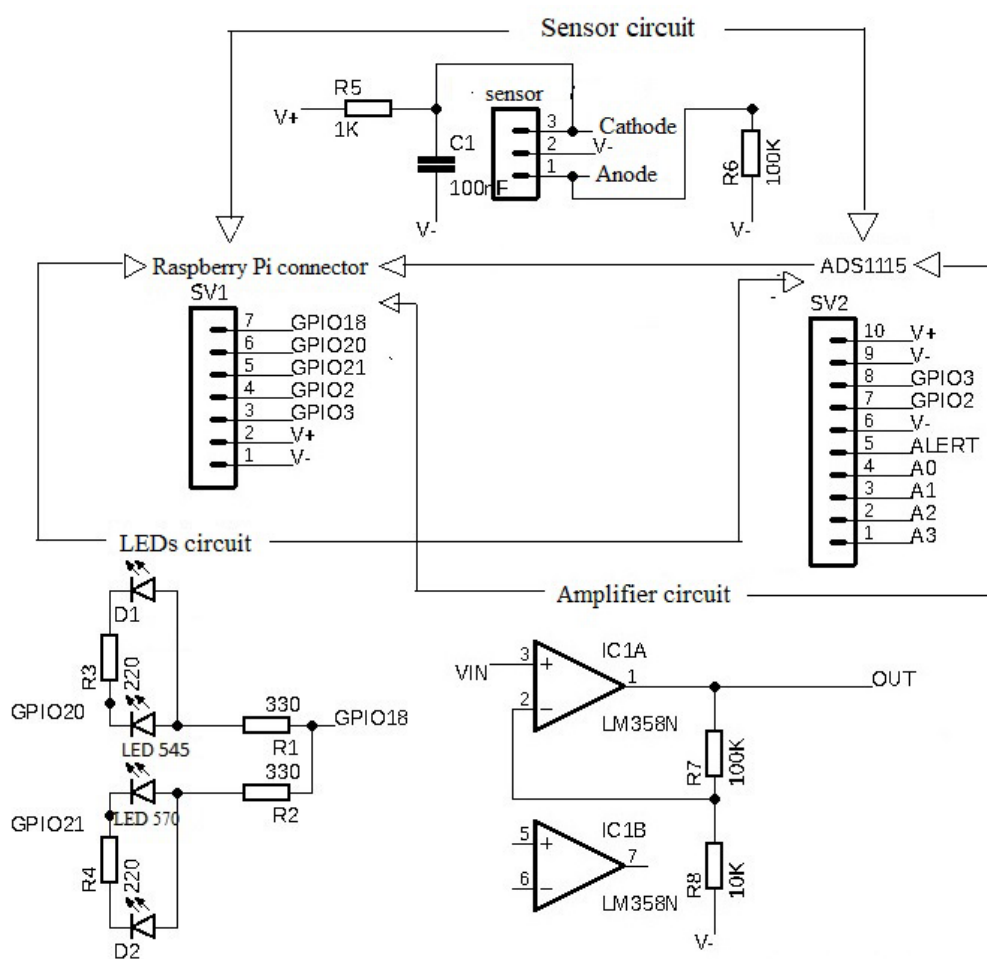 Sensor circuit
R5
V+
1K
C1
100nF
V-
sensor
3
Cathode
2
V-
1
Anode
R6
100K
V-
Raspberry Pi connector
ADS1115
SV1
7
GPIO18
6
GPIO20
5
GPIO21
4
GPIO2
3
GPIO3
2
V+
1
V-
SV2
10
V+
9
V-
8
GPIO3
7
GPIO2
6
V-
5
ALERT
4
A0
3
A1
2
A2
1
A3
LEDs circuit
D1
R3
220
GPIO20
LED 545
330
R1
GPIO18
330
R2
LED 570
GPIO21
R4
220
D2
Amplifier circuit
VIN
3
+
2
-
IC1A
1
LM358N
OUT
R7
100K
5
+
6
-
IC1B
7
LM358N
R8
10K
V-